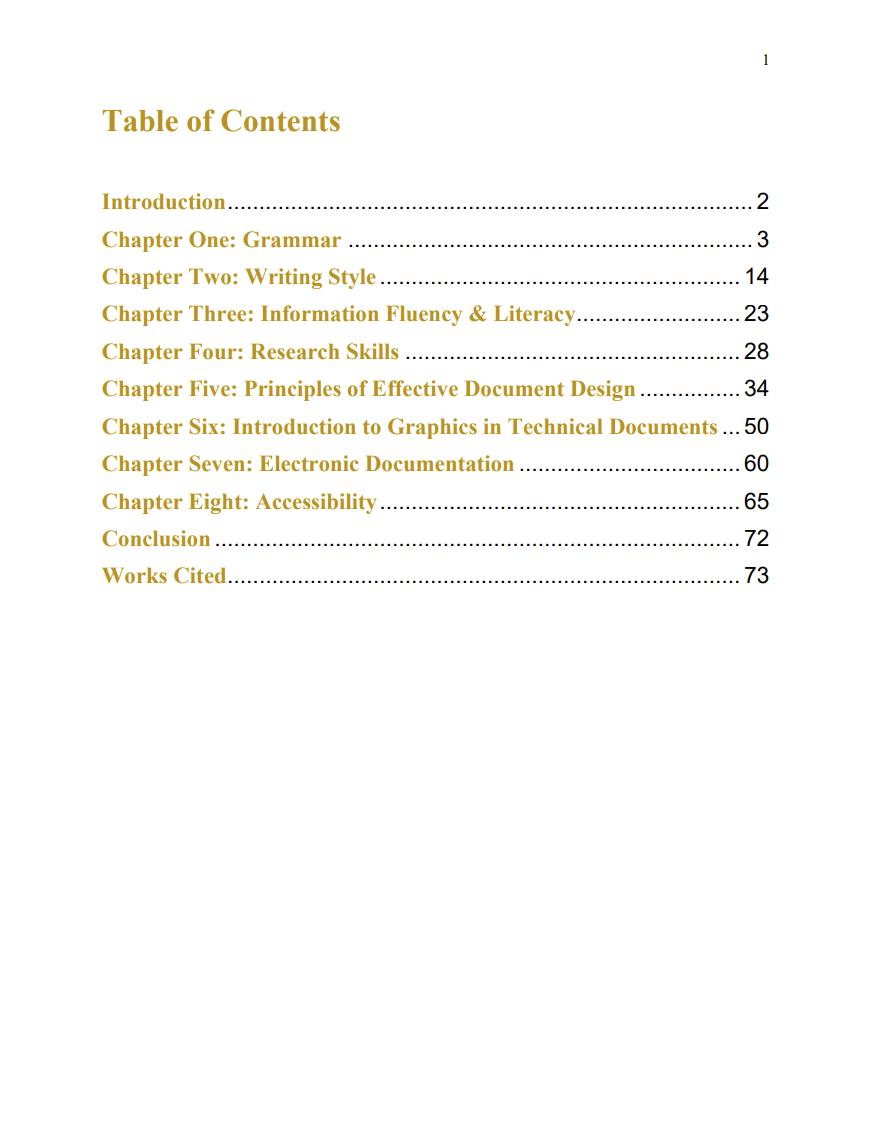 1
Table of Contents
Introduction.................................................................................. 2
Chapter One: Grammar ................................................................ 3
Chapter Two: Writing Style......................................................... 14
Chapter Three: Information Fluency & Literacy.......................... 23
Chapter Four: Research Skills ..................................................... 28
Chapter Five: Principles of Effective Document Design ................ 34
Chapter Six: Introduction to Graphics in Technical Documents ... 50
Chapter Seven: Electronic Documentation ................................... 60
Chapter Eight: Accessibility......................................................... 65
Conclusion ................................................................................... 72
Works Cited................................................................................. 73